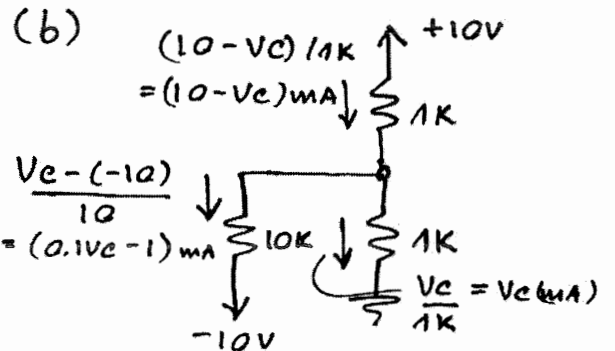 (b)
(10-VC)/1K
=(10-Vc)mA
+10V
1K
Vc-(-10)
10
=(0.1Vc-1)mA
10K
1K
Vc/1K = Vc(mA)
-10V